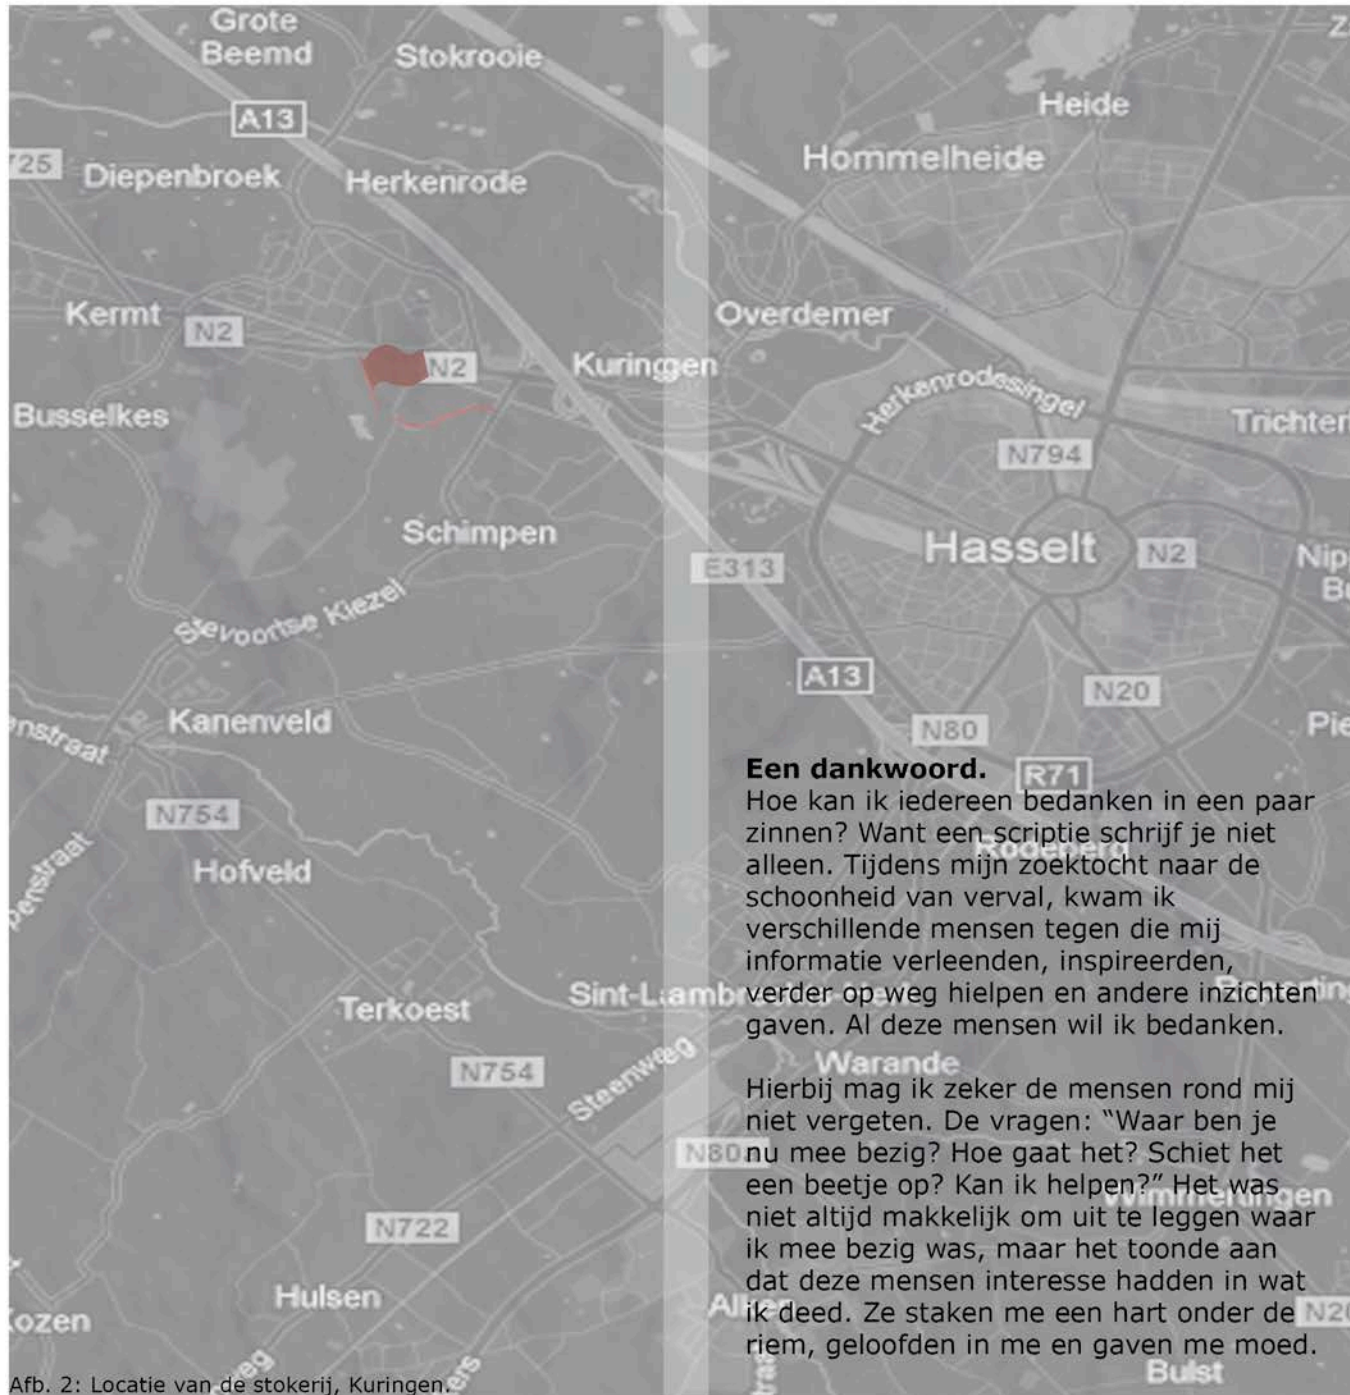 Grote
Beemd
Stokrooie
Heide
A13
Hommelheide
725
Diepenbroek
Herkenrode
Kermt
N2
Overdemer
N2
Kuringen
Busselkes
Herkenrodesingel
N794
Schimpen
Hasselt
N2
E313
Stevoortse Kiezel
A13
N20
Kanenveld
N80
R71
N754
Hofveld
Rodeberg
Terkoest
Warande
N754
Steenweg
N80
Wimmertingen
N722
Hulsen
N20
Bulst
Een dankwoord.
Hoe kan ik iedereen bedanken in een paar
zinnen? Want een scriptie schrijf je niet
alleen. Tijdens mijn zoektocht naar de
schoonheid van verval, kwam ik
verschillende mensen tegen die mij
informatie verleenden, inspireerden,
verder op weg hielpen en andere inzichten
gaven. Al deze mensen wil ik bedanken.
Hierbij mag ik zeker de mensen rond mij
niet vergeten. De vragen: “Waar ben je
nu mee bezig? Hoe gaat het? Schiet het
een beetje op? Kan ik helpen?” Het was
niet altijd makkelijk om uit te leggen waar
ik mee bezig was, maar het toonde aan
dat deze mensen interesse hadden in wat
ik deed. Ze staken me een hart onder de
riem, geloofden in me en gaven me moed.
Afb. 2: Locatie van de stokerij, Kuringen.